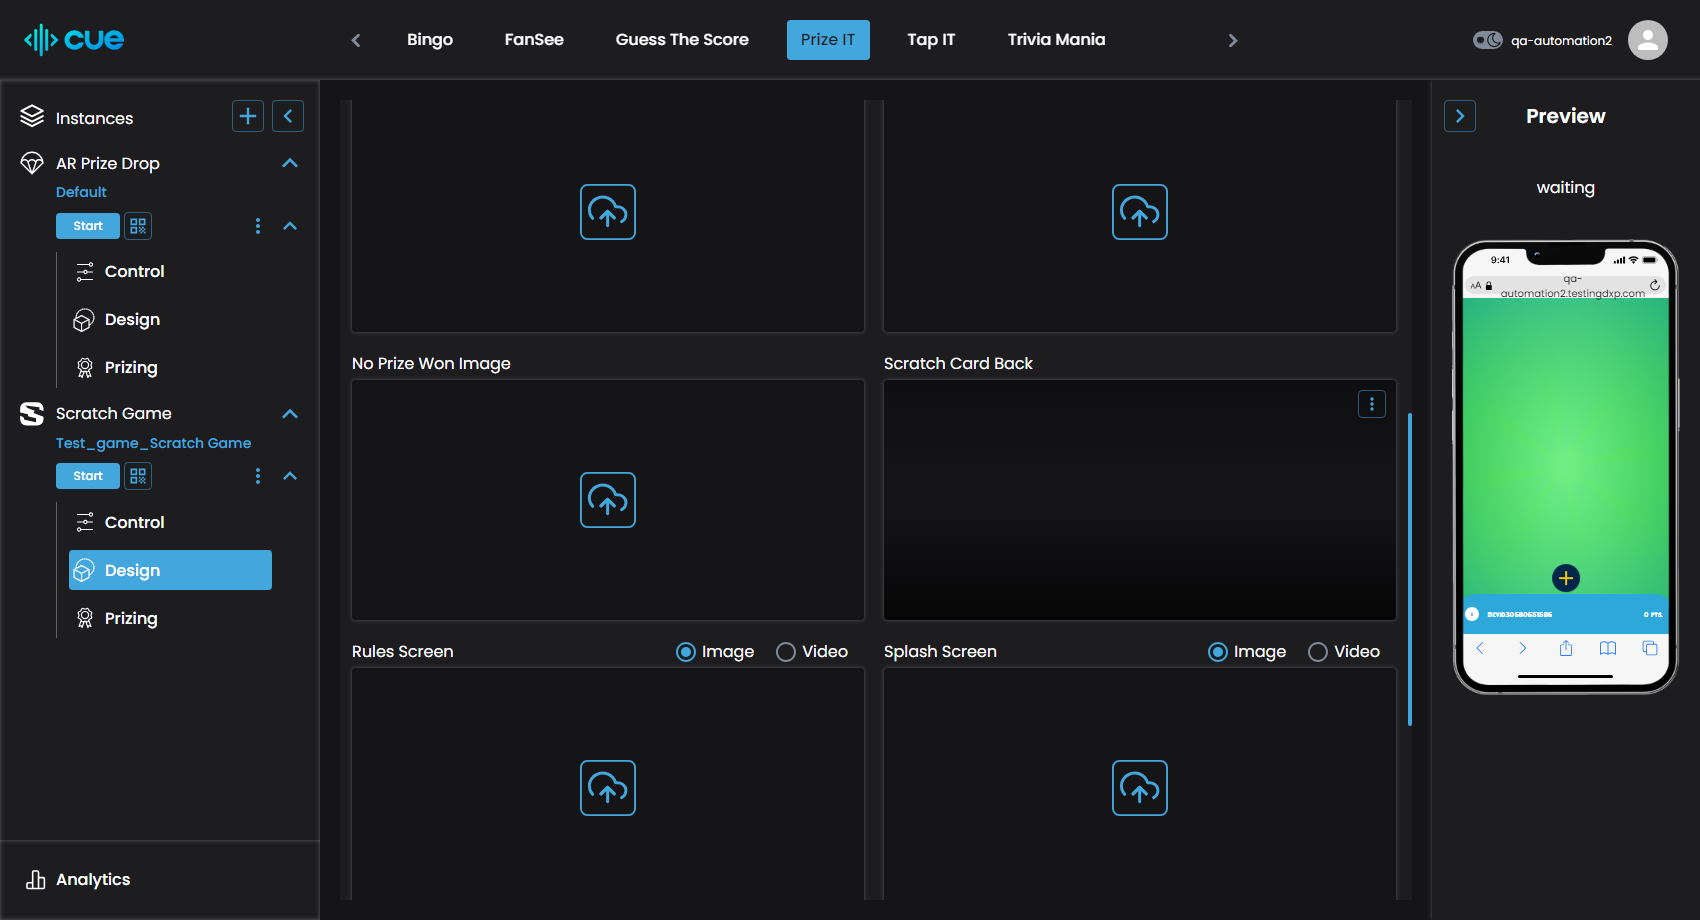 cue
Bingo
FanSee
Guess The Score
Prize IT
Tap IT
Trivia Mania
qa-automation2
Instances
AR Prize Drop
Default
Start
Control
Design
Prizing
Scratch Game
Test_game_Scratch Game
Start
Control
Design
Prizing
Analytics
No Prize Won Image
Scratch Card Back
Rules Screen
Image
Video
Splash Screen
Image
Video
Preview
waiting
9:41
AA
qa-
automation2.testingdxp.com
0 PTS.